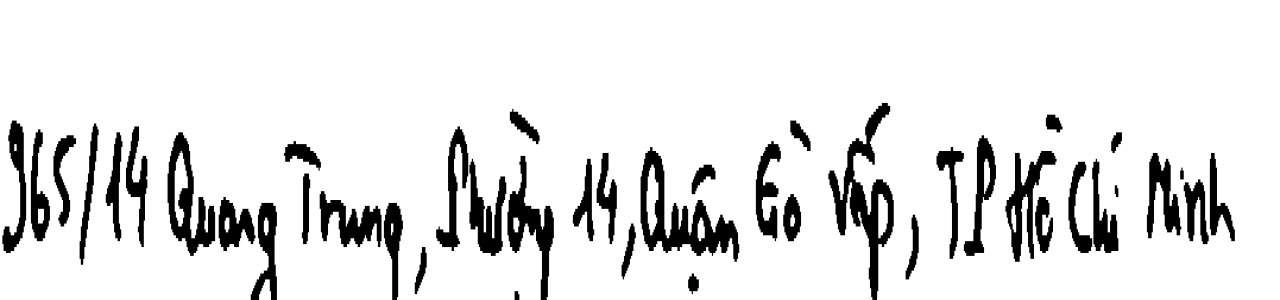 965/14 Quang Trung, Phường 14, Quận Gò Vấp, TP Hồ Chí Minh